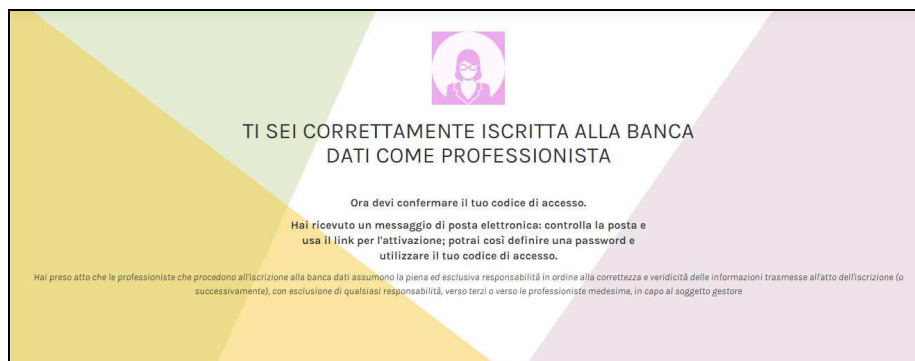 TI SEI CORRETTAMENTE ISCRITTA ALLA BANCA
DATI COME PROFESSIONISTA
Ora devi confermare il tuo codice di accesso.
Hai ricevuto un messaggio di posta elettronica: controlla la posta e
usa il link per l'attivazione; potrai così definire una password e
utilizzare il tuo codice di accesso.
Hai preso atto che le professioniste che procedono all'iscrizione alla banca dati assumono la piena ed esclusiva responsabilità in ordine alla correttezza e veridicità delle informazioni trasmesse all'atto dell'iscrizione (o
successivamente), con esclusione di qualsiasi responsabilità, verso terzi o verso le professioniste medesime, in capo al soggetto gestore